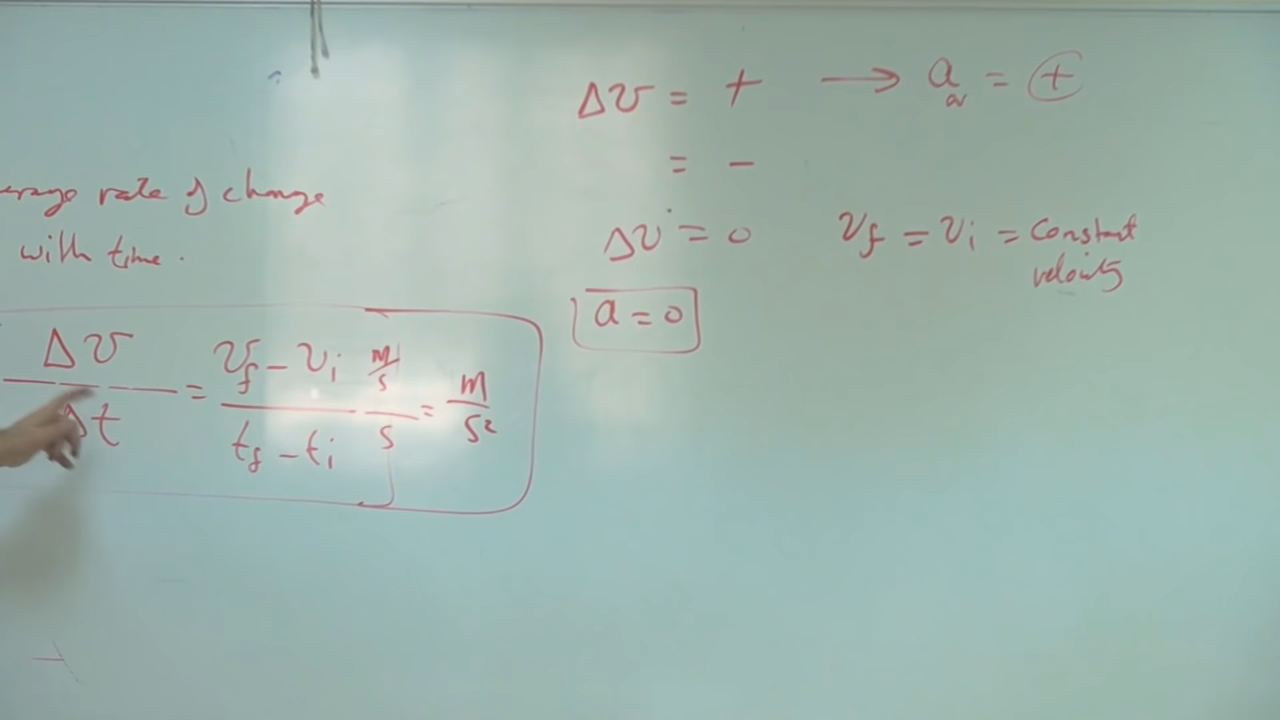 rate of change
with time.
Δv / Δt = (v_f - v_i) / (t_f - t_i) (m/s) / s = m/s²
Δv = + → a_av = +
= -
Δv = 0 v_f = v_i = Constant velocity
a = 0